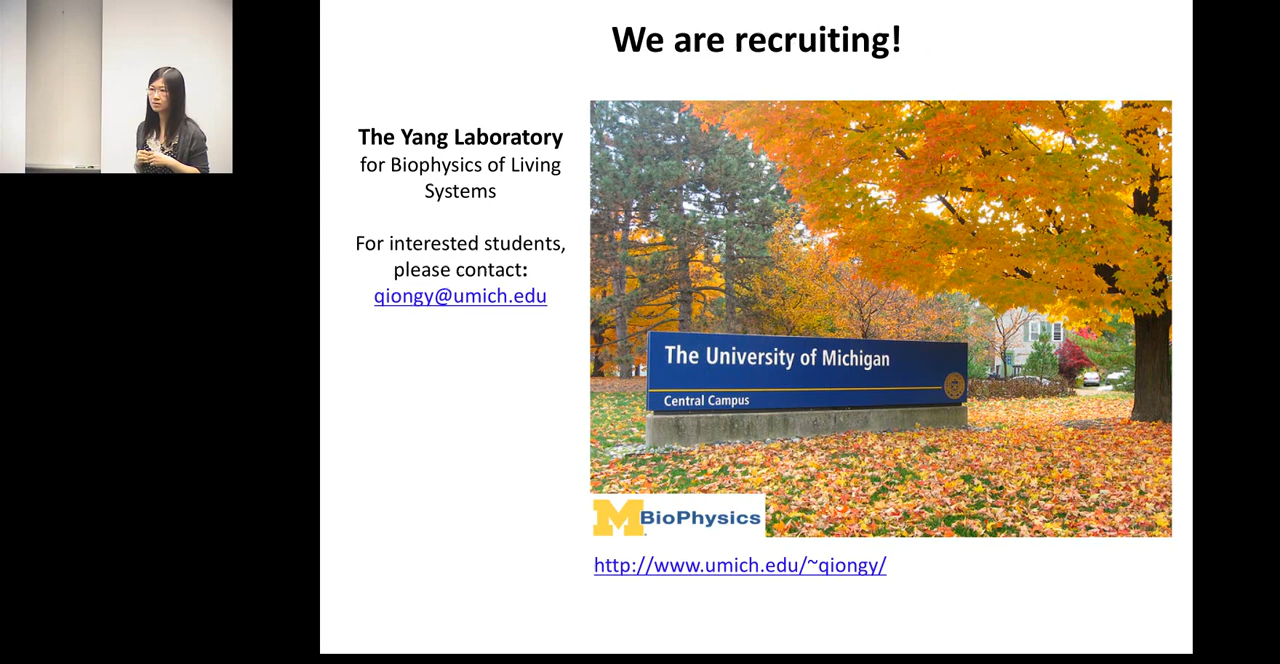 We are recruiting!
The Yang Laboratory
for Biophysics of Living
Systems
For interested students,
please contact:
qiongy@umich.edu
The University of Michigan
Central Campus
M BioPhysics
http://www.umich.edu/~qiongy/